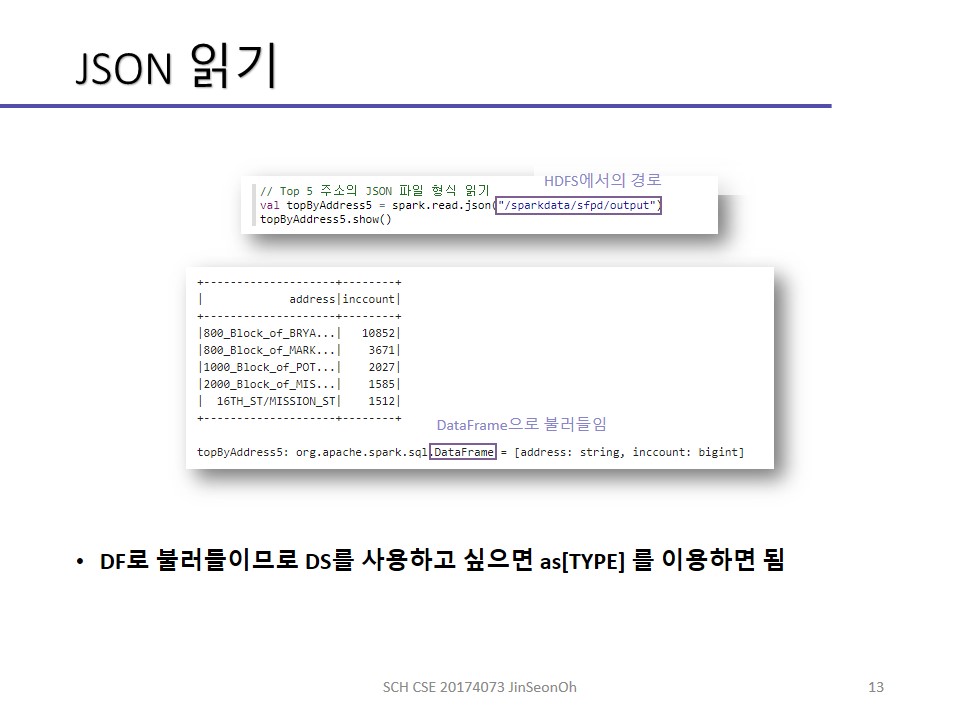 JSON 읽기
HDFS에서의 경로
// Top 5 주소의 JSON 파일 형식 읽기
val topByAddress5 = spark.read.json("/sparkdata/sfpd/output")
topByAddress5.show()
+--------------------+--------+
|             address|inccount|
+--------------------+--------+
|800_Block_of_BRYA...|   10852|
|800_Block_of_MARK...|    3671|
|1000_Block_of_POT...|    2027|
|2000_Block_of_MIS...|    1585|
|  16TH_ST/MISSION_ST|    1512|
+--------------------+--------+
DataFrame으로 불러들임
topByAddress5: org.apache.spark.sql.DataFrame = [address: string, inccount: bigint]
• DF로 불러들이므로 DS를 사용하고 싶으면 as[TYPE] 를 이용하면 됨
SCH CSE 20174073 JinSeonOh
13